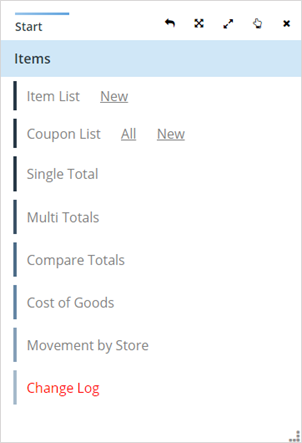 Start
Items
Item List New
Coupon List All New
Single Total
Multi Totals
Compare Totals
Cost of Goods
Movement by Store
Change Log